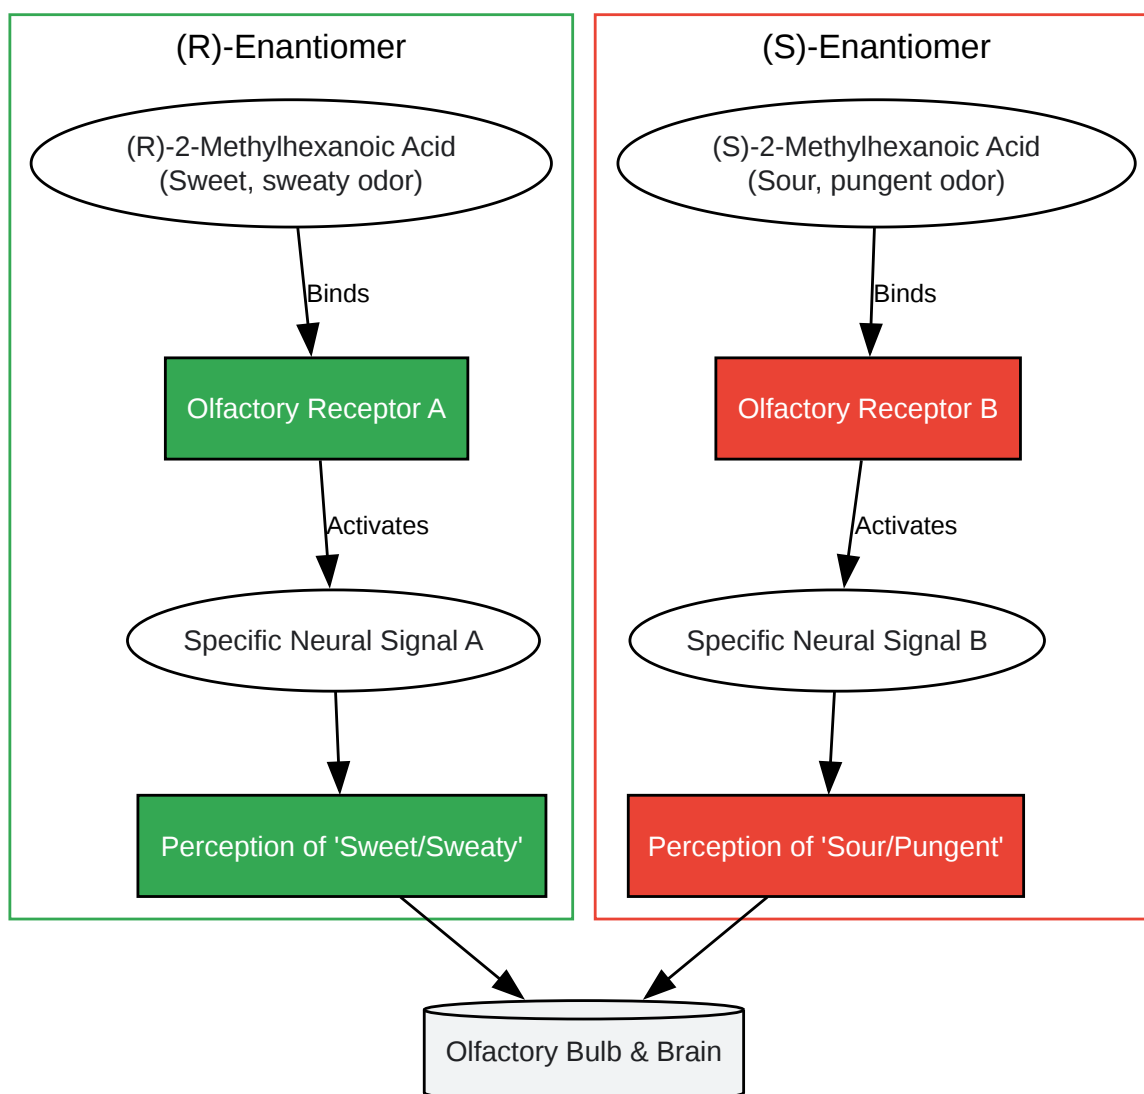 (R)-Enantiomer
(R)-2-Methylhexanoic Acid
(Sweet, sweaty odor)
Binds
Olfactory Receptor A
Activates
Specific Neural Signal A
Perception of 'Sweet/Sweaty'
(S)-Enantiomer
(S)-2-Methylhexanoic Acid
(Sour, pungent odor)
Binds
Olfactory Receptor B
Activates
Specific Neural Signal B
Perception of 'Sour/Pungent'
Olfactory Bulb & Brain